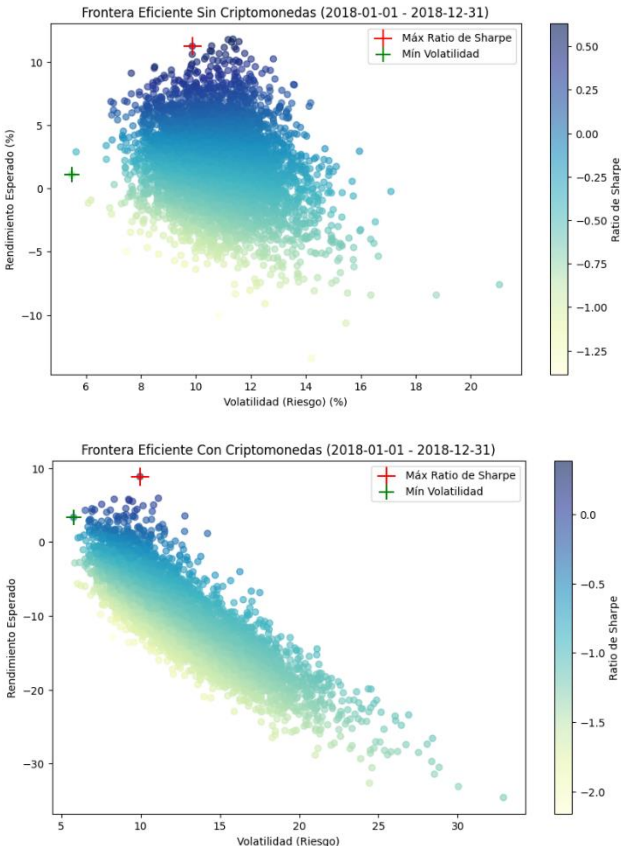 Frontera Eficiente Sin Criptomonedas (2018-01-01 - 2018-12-31)
Máx Ratio de Sharpe
Mín Volatilidad
10
5
0
−5
−10
Rendimiento Esperado (%)
6 8 10 12 14 16 18 20
Volatilidad (Riesgo) (%)
0.50
0.25
0.00
−0.25
−0.50
−0.75
−1.00
−1.25
Ratio de Sharpe
Frontera Eficiente Con Criptomonedas (2018-01-01 - 2018-12-31)
Máx Ratio de Sharpe
Mín Volatilidad
10
0
−10
−20
−30
Rendimiento Esperado
5 10 15 20 25 30
Volatilidad (Riesgo)
0.0
−0.5
−1.0
−1.5
−2.0
Ratio de Sharpe